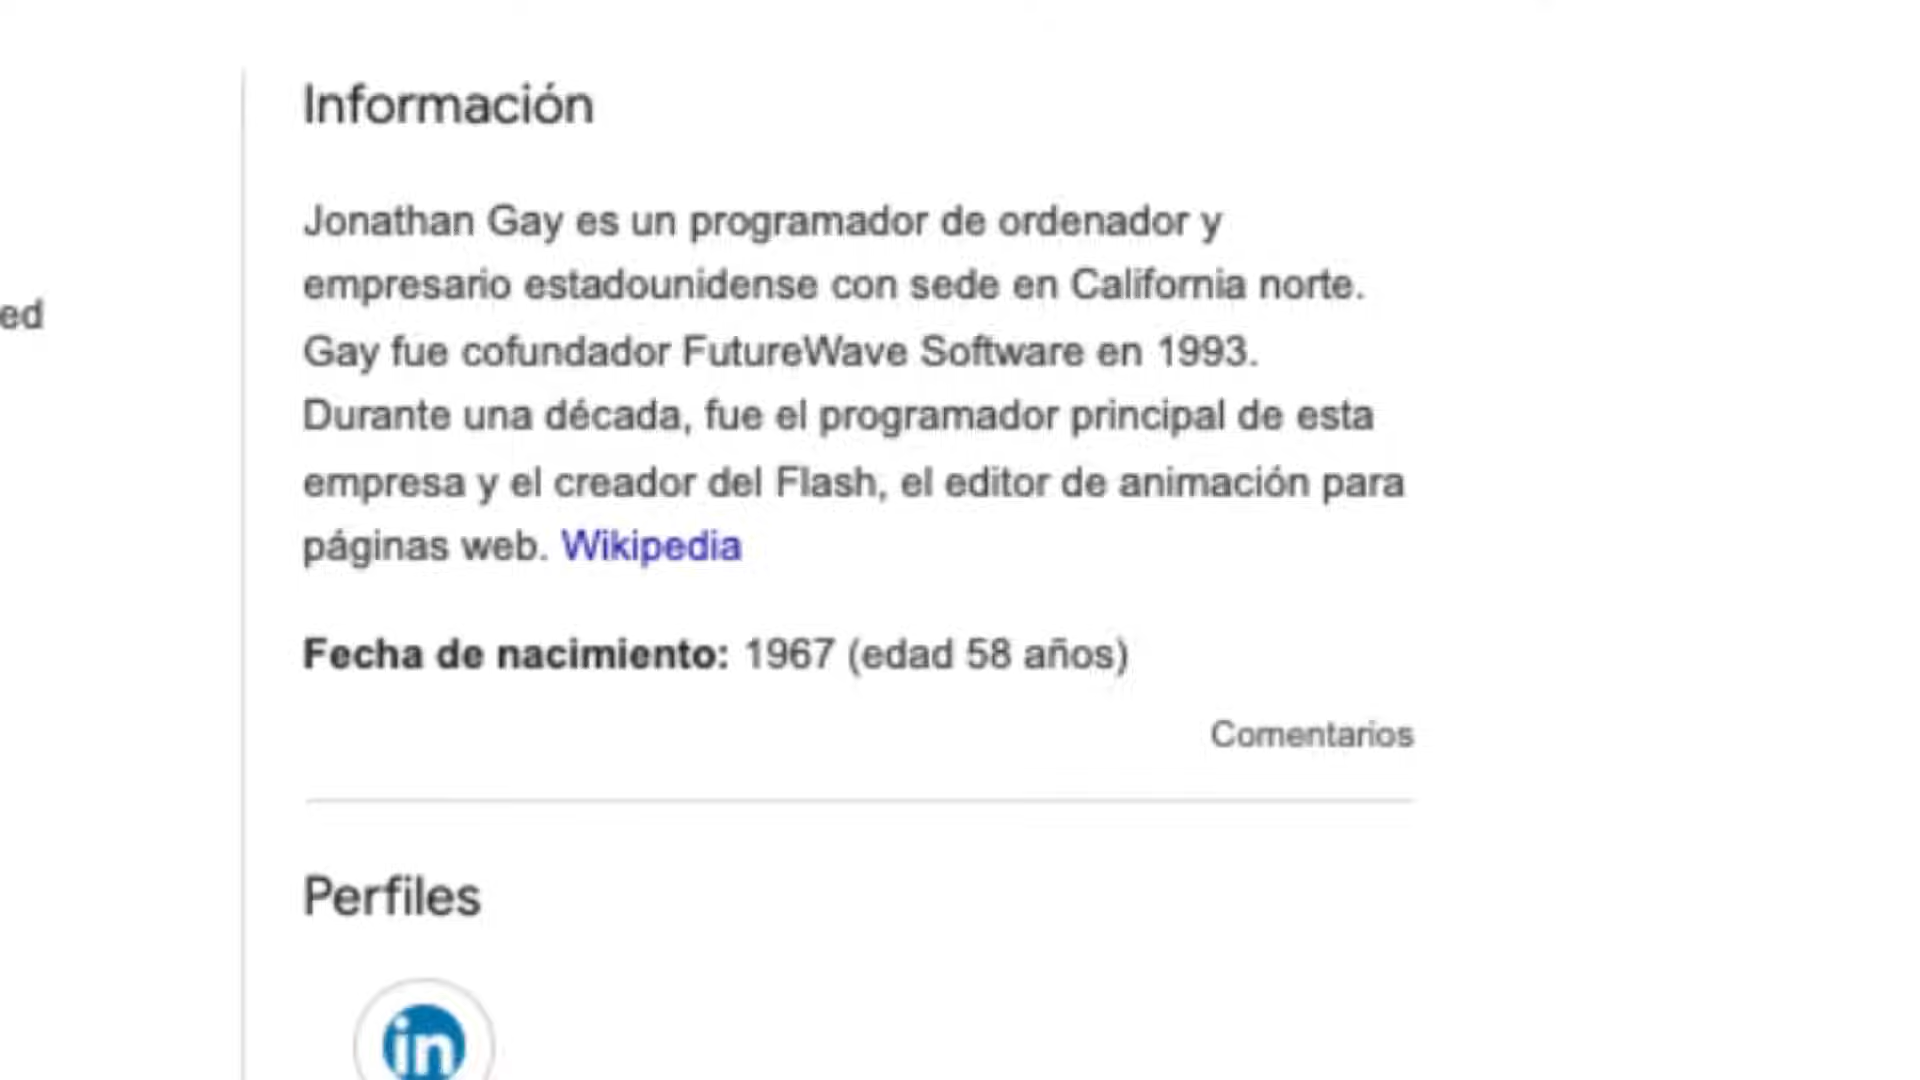 Información
Jonathan Gay es un programador de ordenador y
empresario estadounidense con sede en California norte.
ed
Gay fue cofundador FutureWave Software en 1993.
Durante una década, fue el programador principal de esta
empresa y el creador del Flash, el editor de animación para
páginas web. Wikipedia
Fecha de nacimiento: 1967 (edad 58 años)
Comentarios
Perfiles
in